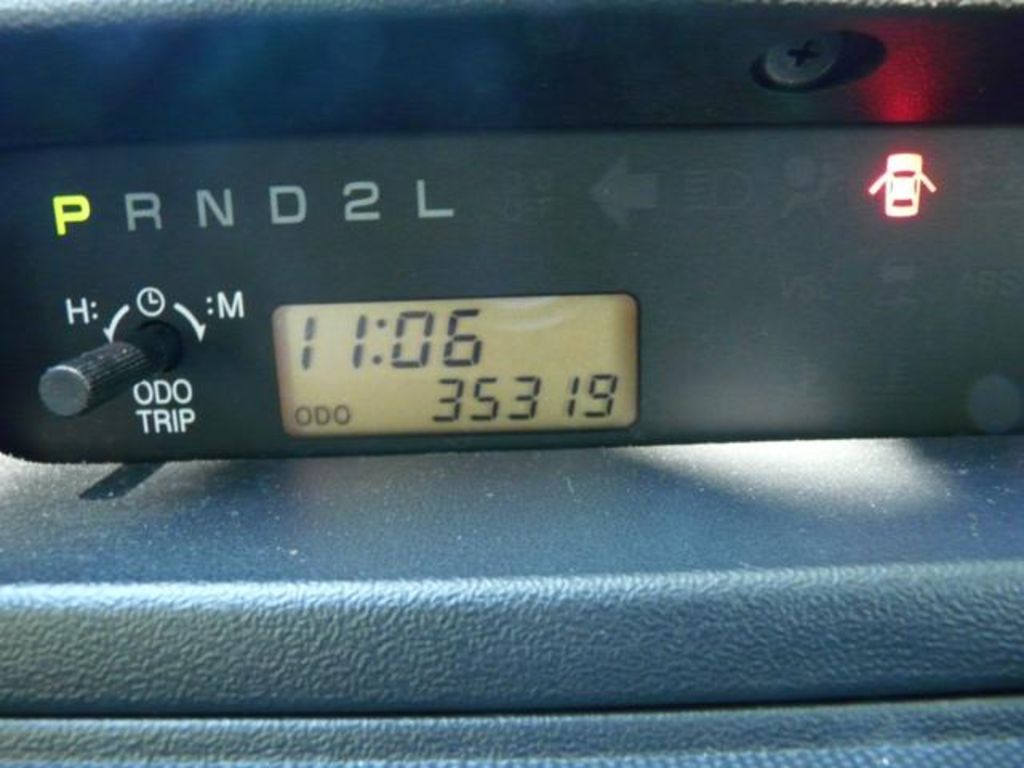 P R N D 2 L
H: :M
ODO
TRIP
11:06
ODO 35319